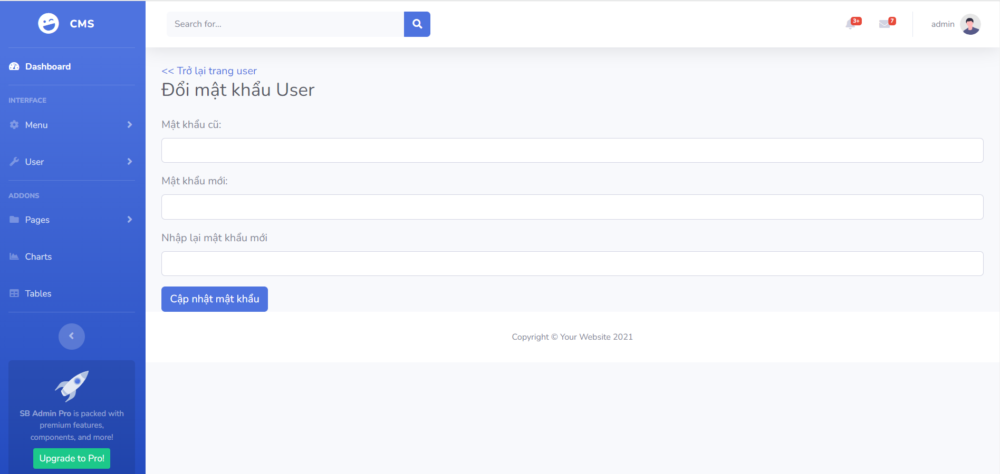 CMS
Dashboard
INTERFACE
Menu
User
ADDONS
Pages
Charts
Tables
SB Admin Pro is packed with
premium features,
components, and more!
Upgrade to Pro!
Search for...
3+
7
admin
<< Trở lại trang user
Đổi mật khẩu User
Mật khẩu cũ:
Mật khẩu mới:
Nhập lại mật khẩu mới
Cập nhật mật khẩu
Copyright © Your Website 2021